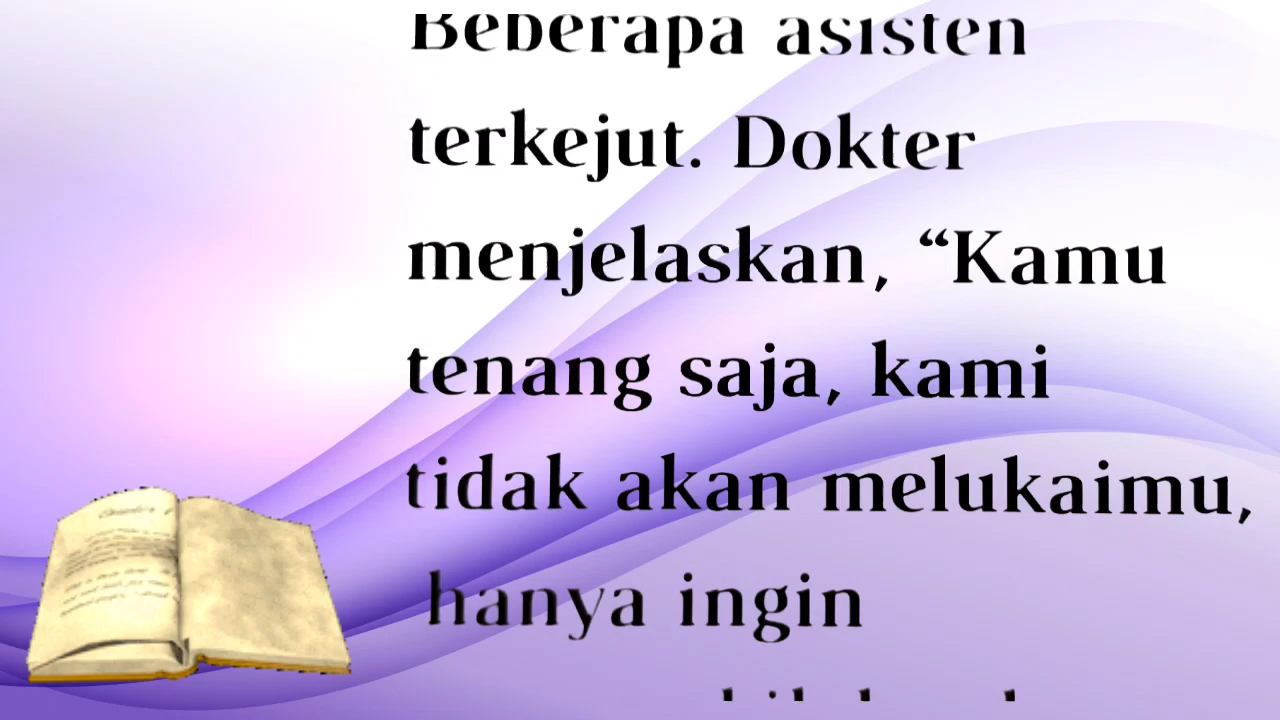 Beberapa asisten
terkejut. Dokter
menjelaskan, “Kamu
tenang saja, kami
tidak akan melukaimu,
hanya ingin